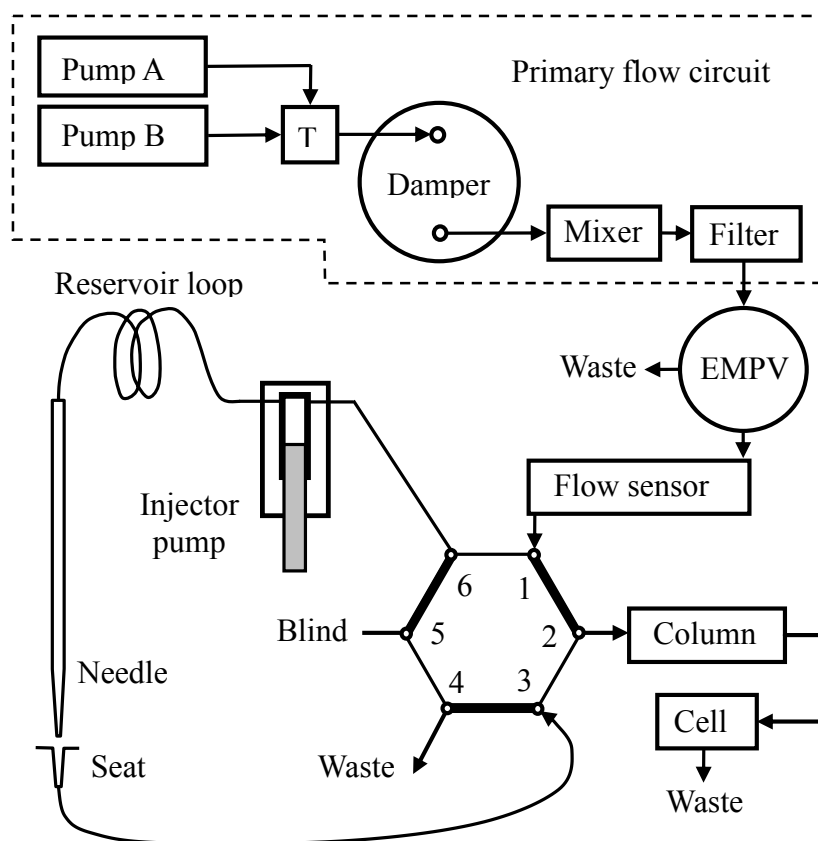 Pump A
Primary flow circuit
Pump B
T
Damper
Mixer
Filter
Reservoir loop
Waste
EMPV
Flow sensor
Injector
pump
6
1
Blind
5
2
Column
4
3
Needle
Cell
Seat
Waste
Waste